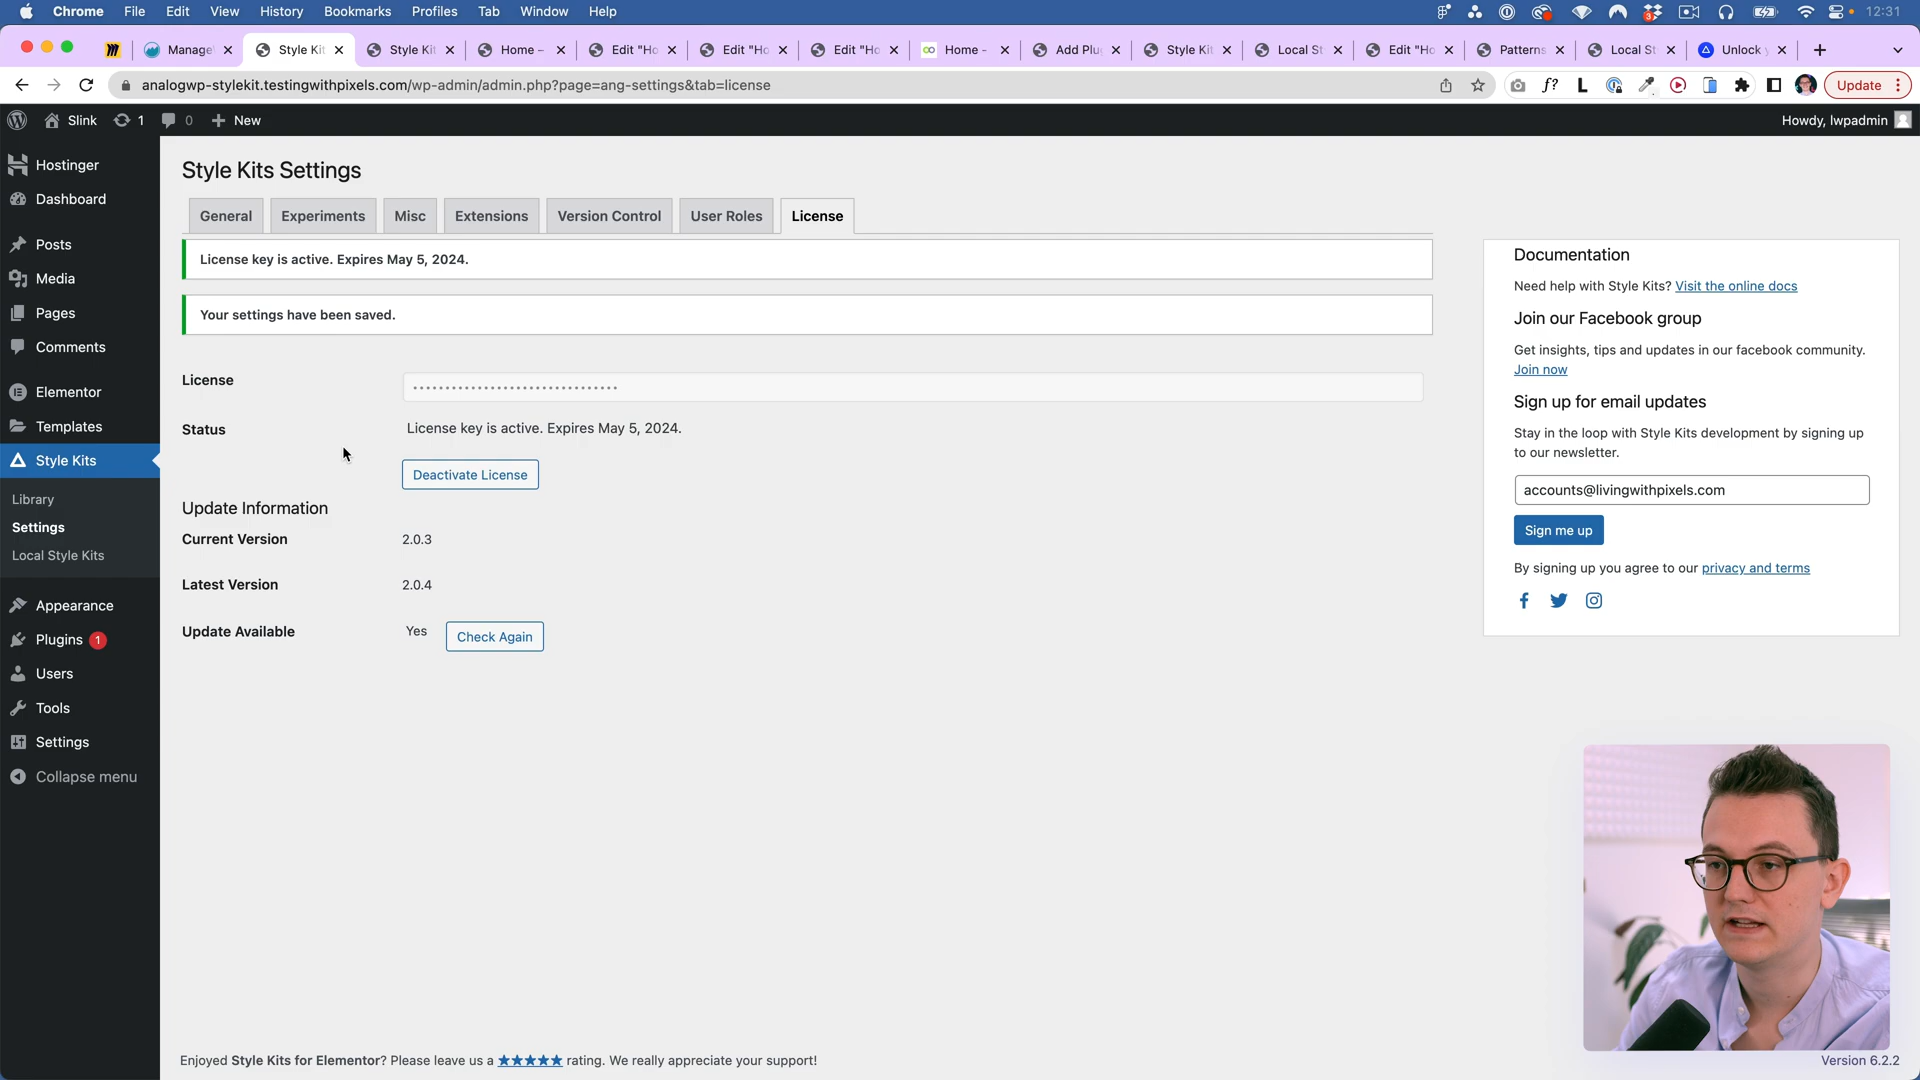 Chrome File Edit View History Bookmarks Profiles Tab Window Help 3 12:31
Manage Style Kit Style Kit Home – Edit "Ho Edit "Ho Edit "Ho Home - Add Plu Style Kit Local St Edit "Ho Patterns Local St Unlock
analogwp-stylekit.testingwithpixels.com/wp-admin/admin.php?page=ang-settings&tab=license f? L Update
Slink 1 0 New Howdy, lwpadmin
Hostinger
Dashboard
Posts
Media
Pages
Comments
Elementor
Templates
Style Kits
Library
Settings
Local Style Kits
Appearance
Plugins 1
Users
Tools
Settings
Collapse menu
Style Kits Settings
General Experiments Misc Extensions Version Control User Roles License
License key is active. Expires May 5, 2024.
Your settings have been saved.
License
Status License key is active. Expires May 5, 2024.
Deactivate License
Update Information
Current Version 2.0.3
Latest Version 2.0.4
Update Available Yes Check Again
Documentation
Need help with Style Kits? Visit the online docs
Join our Facebook group
Get insights, tips and updates in our facebook community.
Join now
Sign up for email updates
Stay in the loop with Style Kits development by signing up
to our newsletter.
accounts@livingwithpixels.com
Sign me up
By signing up you agree to our privacy and terms
Enjoyed Style Kits for Elementor? Please leave us a ★★★★★ rating. We really appreciate your support!
Version 6.2.2